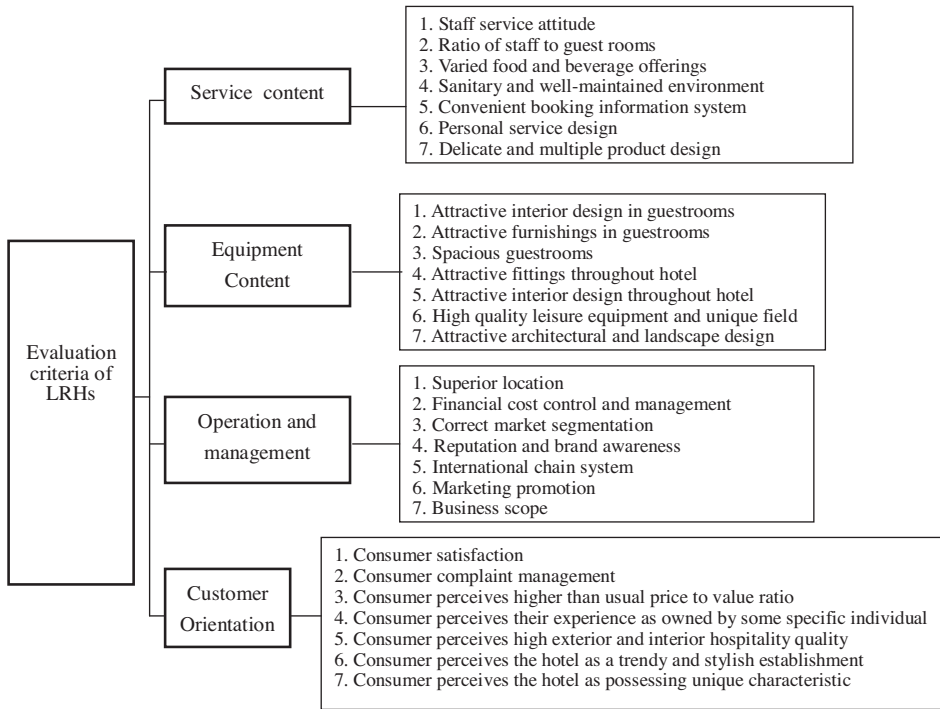 Evaluation
criteria of
LRHs
Service content
1. Staff service attitude
2. Ratio of staff to guest rooms
3. Varied food and beverage offerings
4. Sanitary and well-maintained environment
5. Convenient booking information system
6. Personal service design
7. Delicate and multiple product design
Equipment
Content
1. Attractive interior design in guestrooms
2. Attractive furnishings in guestrooms
3. Spacious guestrooms
4. Attractive fittings throughout hotel
5. Attractive interior design throughout hotel
6. High quality leisure equipment and unique field
7. Attractive architectural and landscape design
Operation and
management
1. Superior location
2. Financial cost control and management
3. Correct market segmentation
4. Reputation and brand awareness
5. International chain system
6. Marketing promotion
7. Business scope
Customer
Orientation
1. Consumer satisfaction
2. Consumer complaint management
3. Consumer perceives higher than usual price to value ratio
4. Consumer perceives their experience as owned by some specific individual
5. Consumer perceives high exterior and interior hospitality quality
6. Consumer perceives the hotel as a trendy and stylish establishment
7. Consumer perceives the hotel as possessing unique characteristic